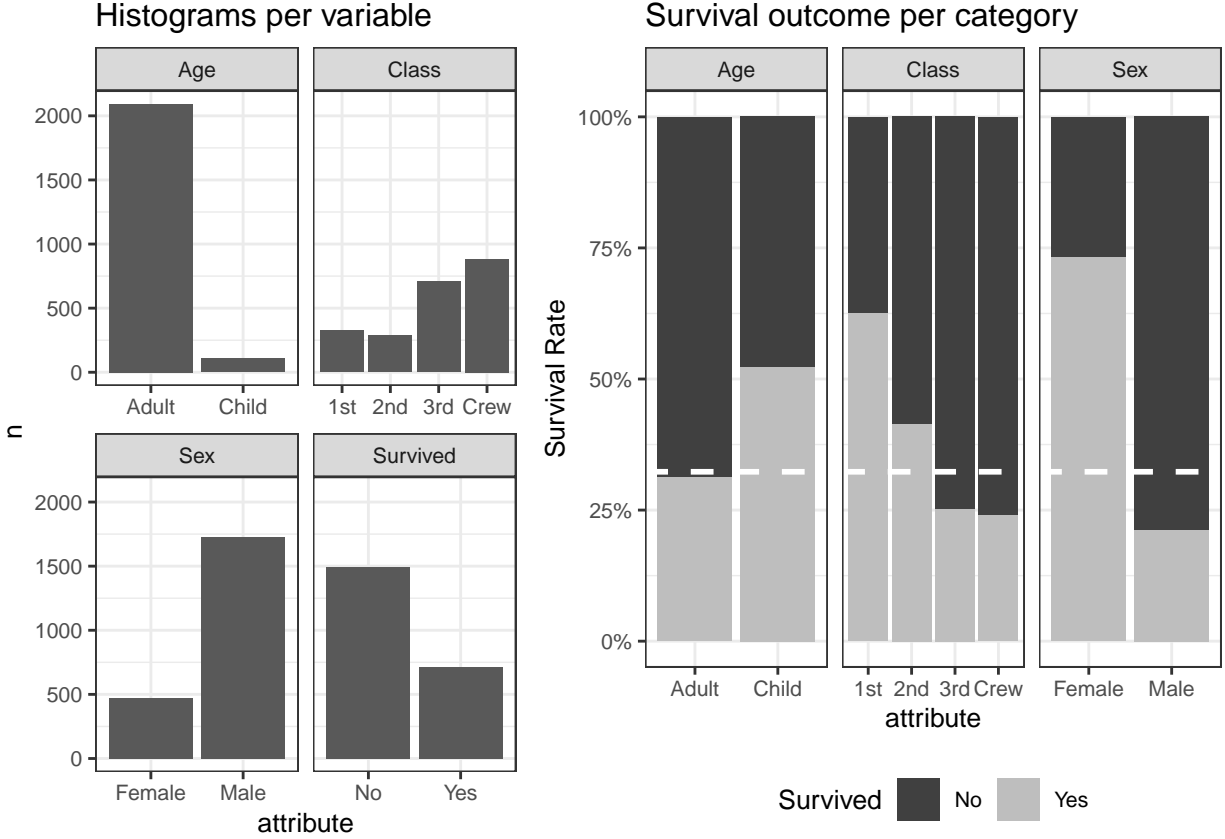 Histograms per variable
Age
Class
2000
1500
1000
500
0
Adult
Child
1st
2nd
3rd
Crew
n
Sex
Survived
2000
1500
1000
500
0
Female
Male
No
Yes
attribute
Survival outcome per category
Age
Class
Sex
100%
75%
50%
25%
0%
Survival Rate
Adult
Child
1st
2nd
3rd
Crew
Female
Male
attribute
Survived
No
Yes